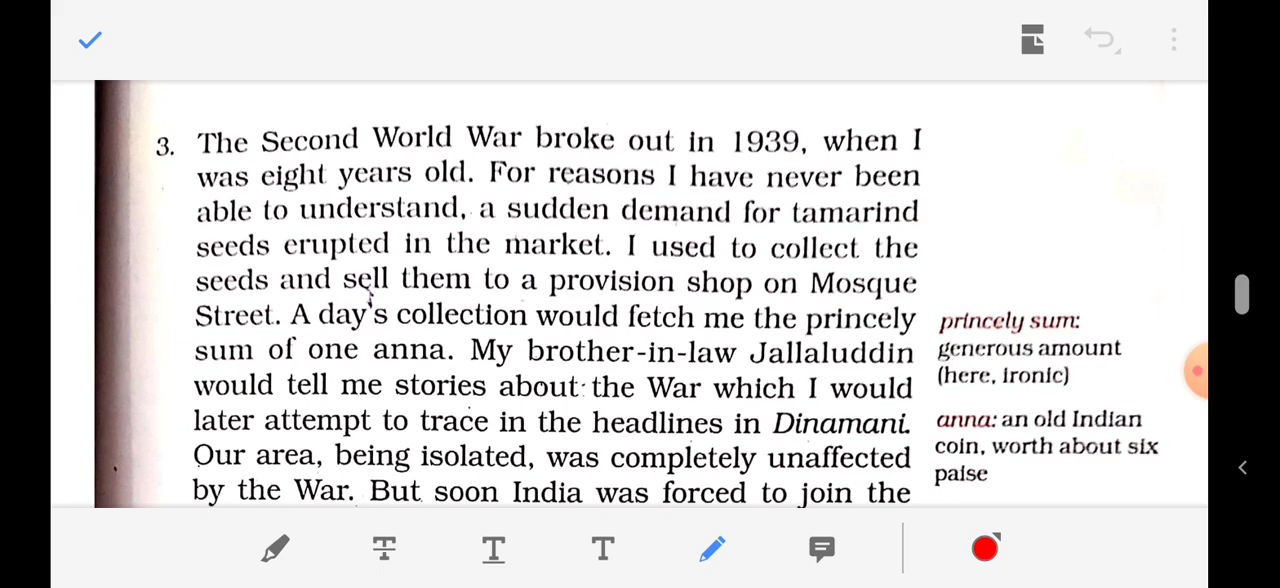 3. The Second World War broke out in 1939, when I
was eight years old. For reasons I have never been
able to understand, a sudden demand for tamarind
seeds erupted in the market. I used to collect the
seeds and sell them to a provision shop on Mosque
Street. A day's collection would fetch me the princely
sum of one anna. My brother-in-law Jallaluddin
would tell me stories about the War which I would
later attempt to trace in the headlines in Dinamani.
Our area, being isolated, was completely unaffected
by the War. But soon India was forced to join the
princely sum:
generous amount
(here, ironic)
anna: an old Indian
coin, worth about six
paise